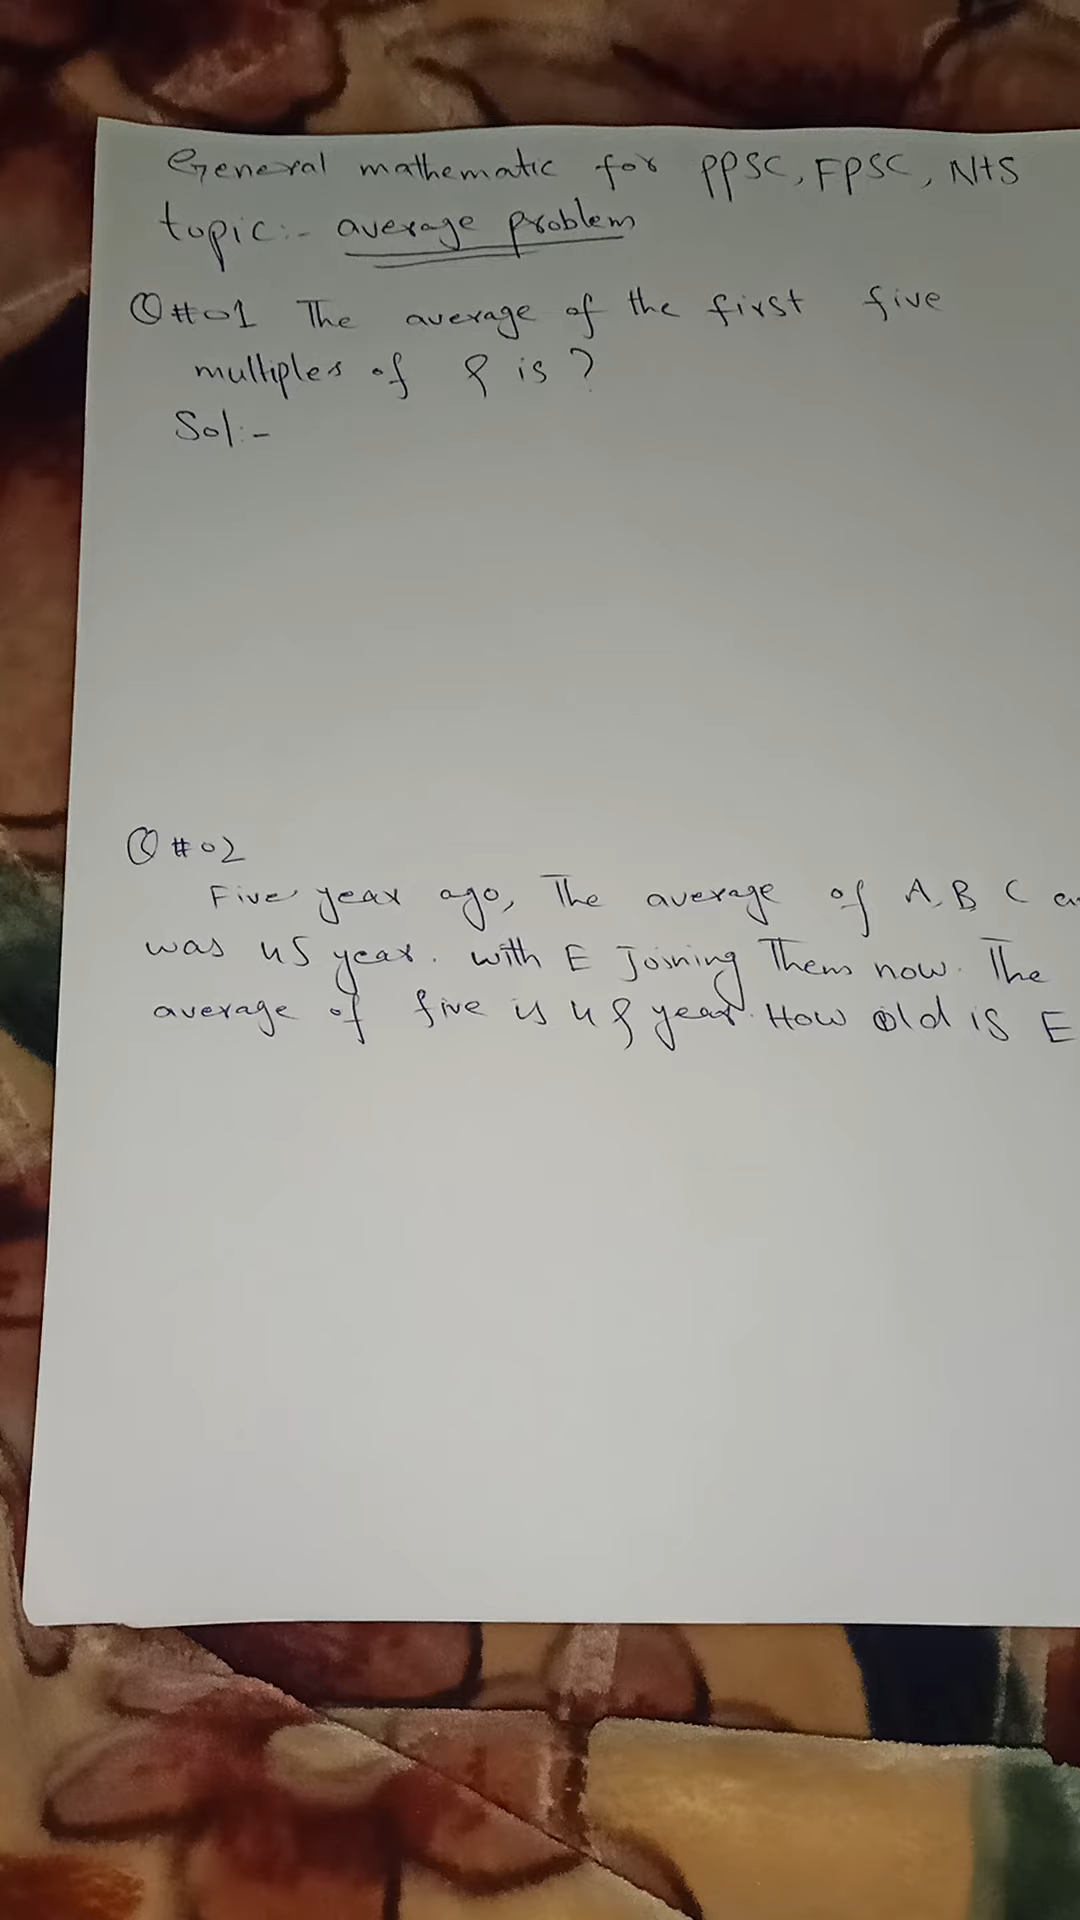 General mathematic for PPSC, FPSC, NTS
topic:- average problem
Q#01 The average of the first five
multiples of 9 is?
Sol:-
Q#02
Five year ago, The average of A, B C
was 45 year. with E Joining Them now. The
average of five is 49 year. How old is E